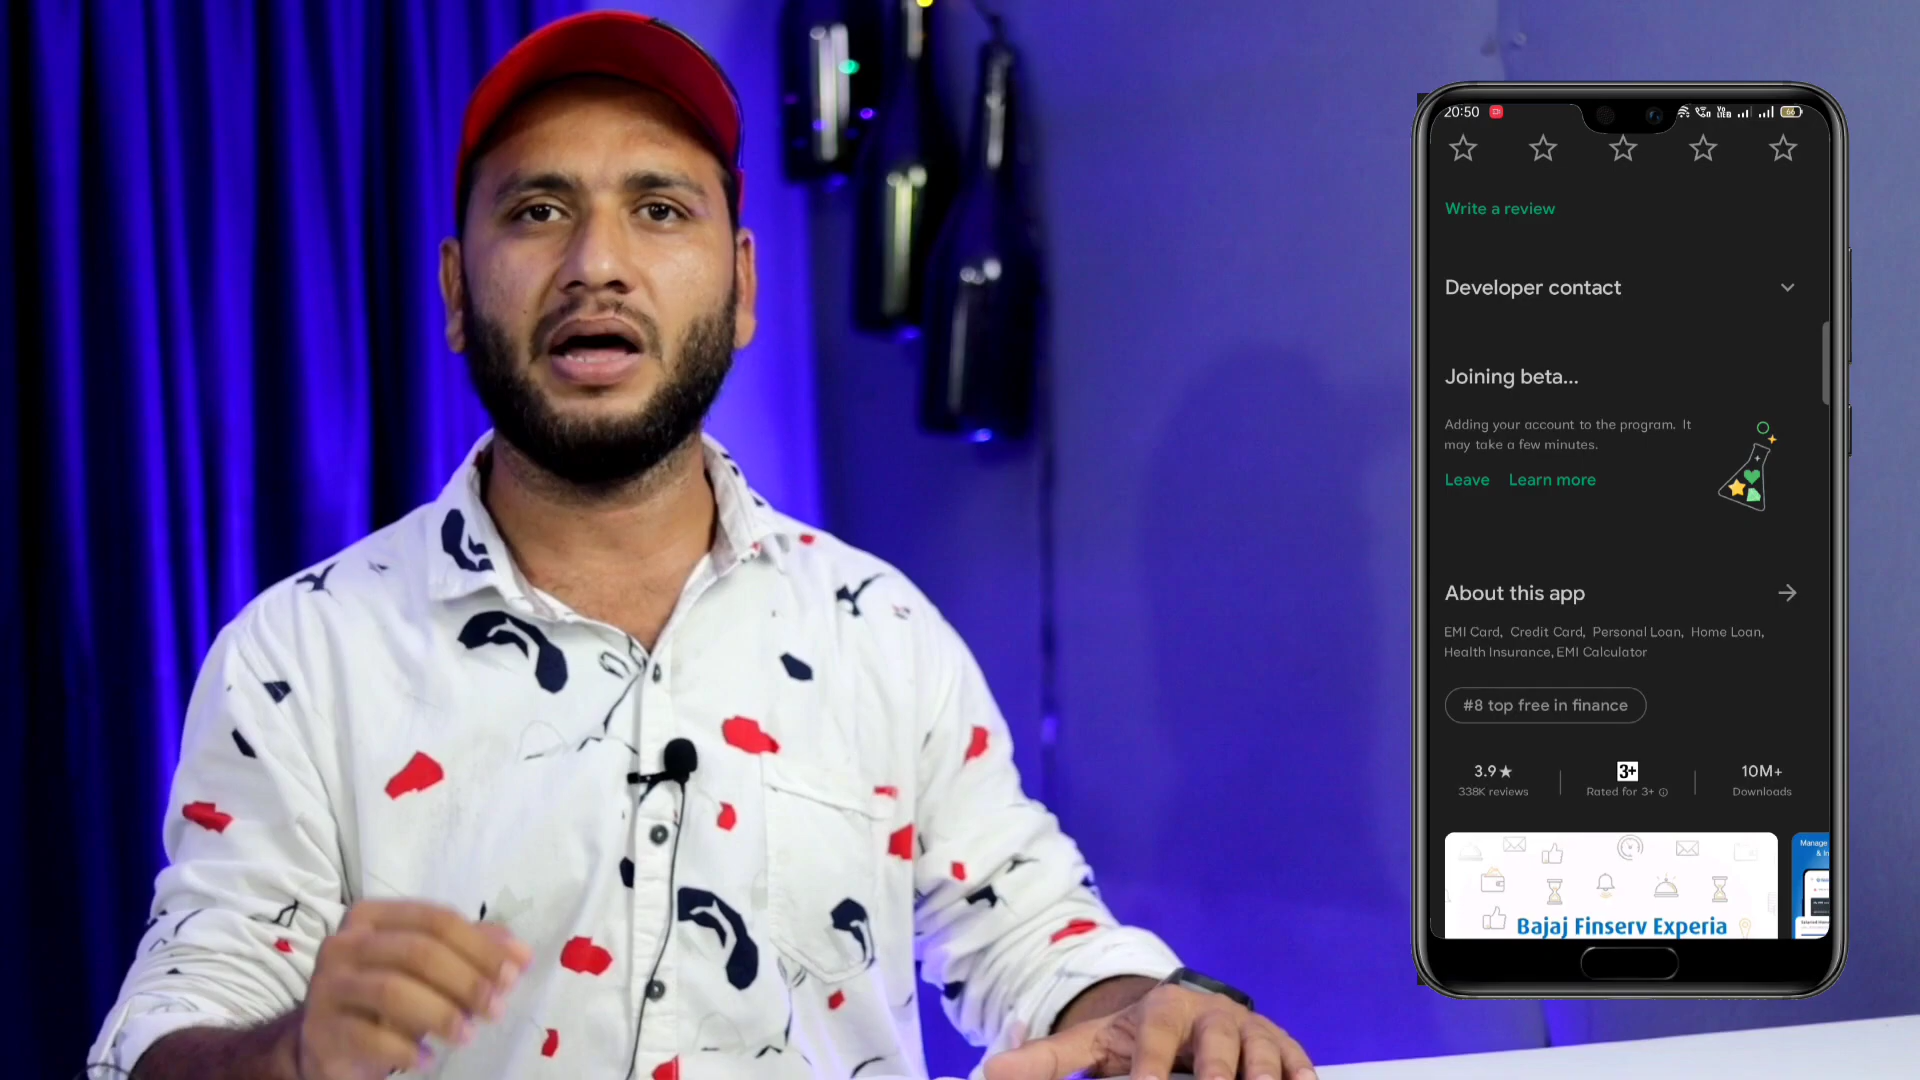 20:50
Write a review
Developer contact
Joining beta...
Adding your account to the program. It
may take a few minutes.
Leave Learn more
About this app
EMI Card, Credit Card, Personal Loan, Home Loan,
Health Insurance, EMI Calculator
#8 top free in finance
3.9★ 3+ 10M+
338K reviews Rated for 3+ Downloads
Manage
& In
Bajaj Finserv Experia